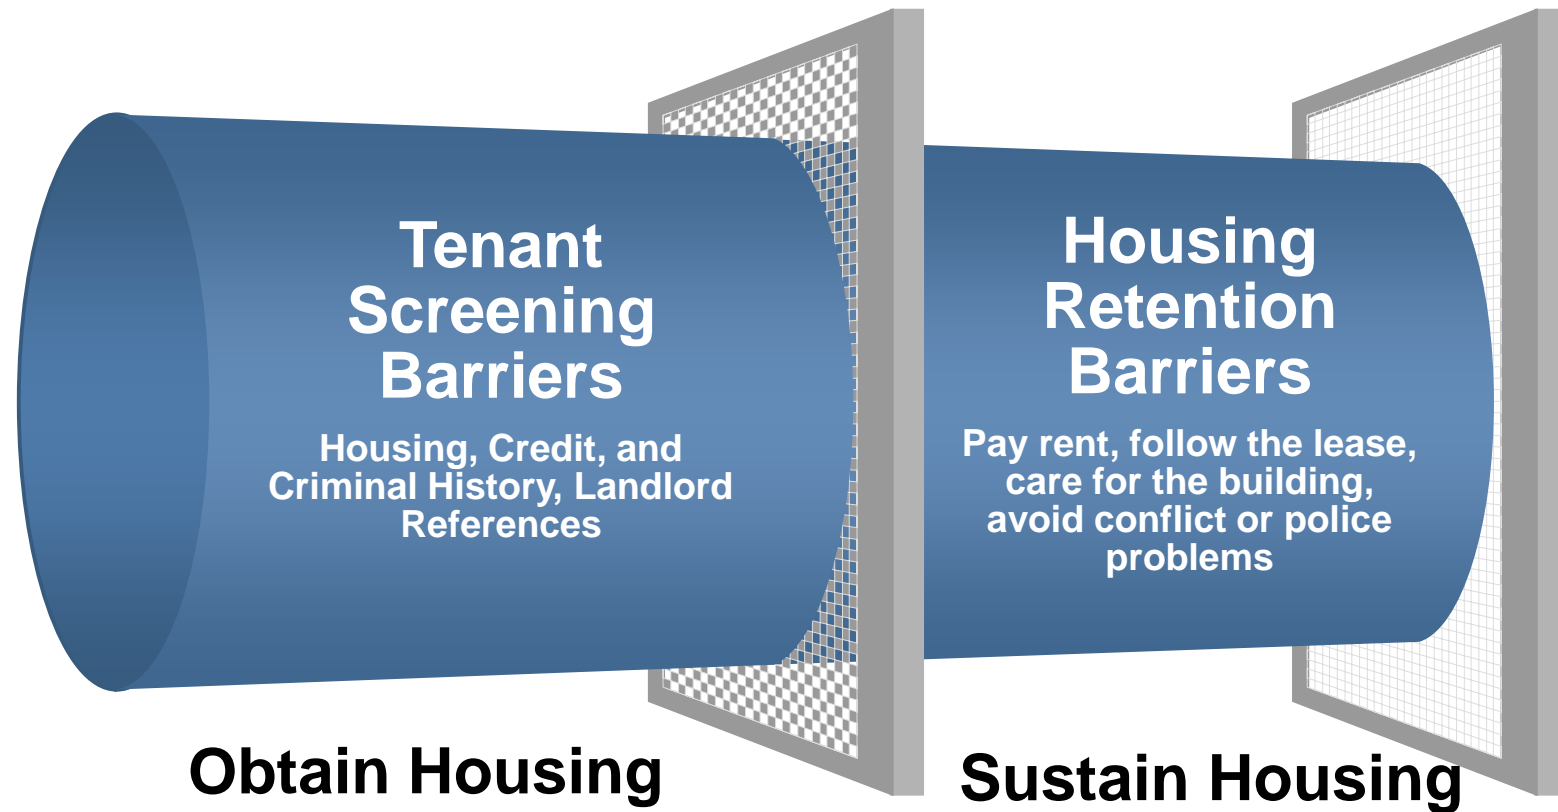 Tenant
Screening
Barriers
Housing, Credit, and
Criminal History, Landlord
References
Obtain Housing
Housing
Retention
Barriers
Pay rent, follow the lease,
care for the building,
avoid conflict or police
problems
Sustain Housing